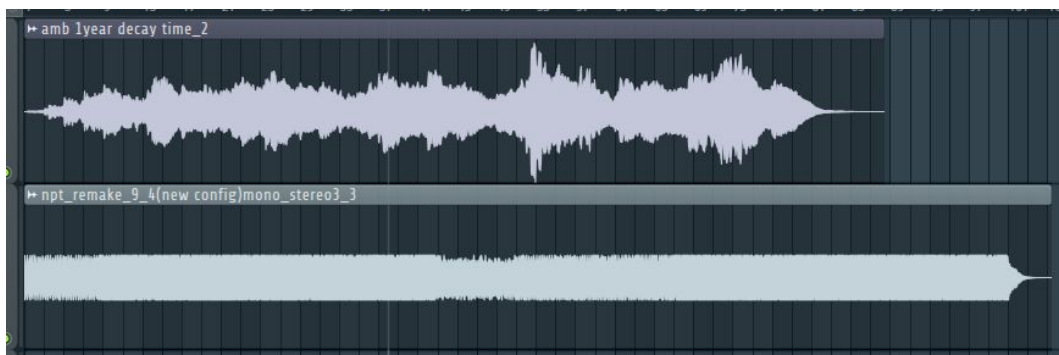 amb 1year decay time_2
npt_remake_9_4(new config)mono_stereo3_3